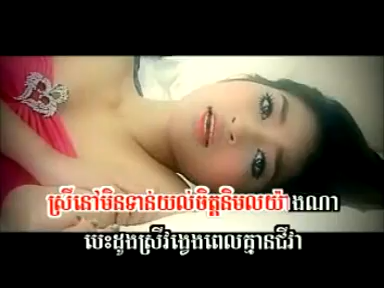 ស្រីនៅមិនទាន់យល់ចិត្តនិមលយ៉ាងណា
បេះដូងស្រីវង្វេងពេលគ្មានជីវ៉ា